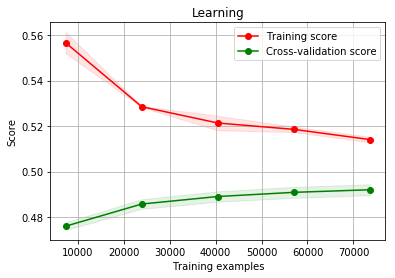 Learning
Training score
Cross-validation score
0.56
0.54
0.52
0.50
0.48
Score
10000 20000 30000 40000 50000 60000 70000
Training examples